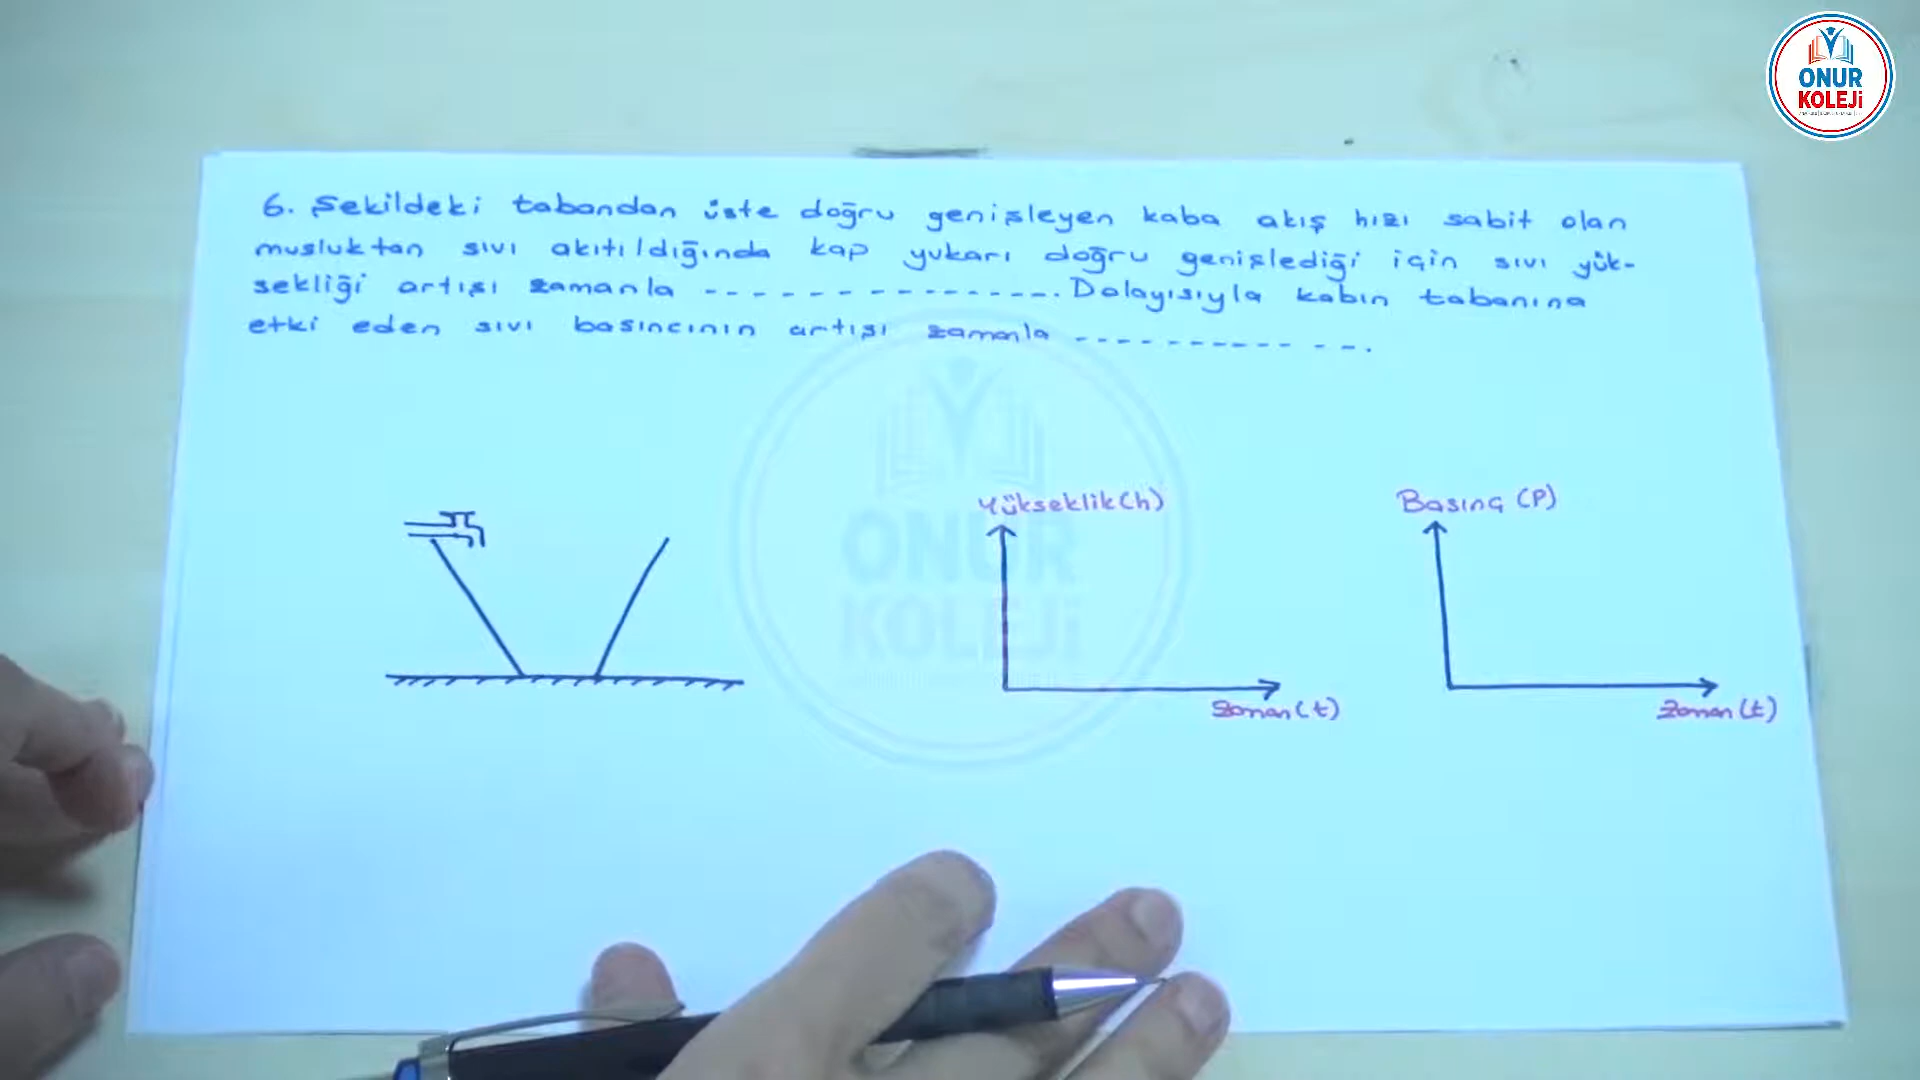 ONUR
KOLEJİ
6. Şekildeki tabandan üste doğru genişleyen kaba akış hızı sabit olan
musluktan sıvı akıtıldığında kap yukarı doğru genişlediği için sıvı yük-
sekliği artışı zamanla ----------------. Dolayısıyla kabın tabanına
etki eden sıvı basıncının artışı zamanla -------------.
Yükseklik (h)
Basınç (P)
Zaman (t)
Zaman (t)
ONUR
KOLEJİ